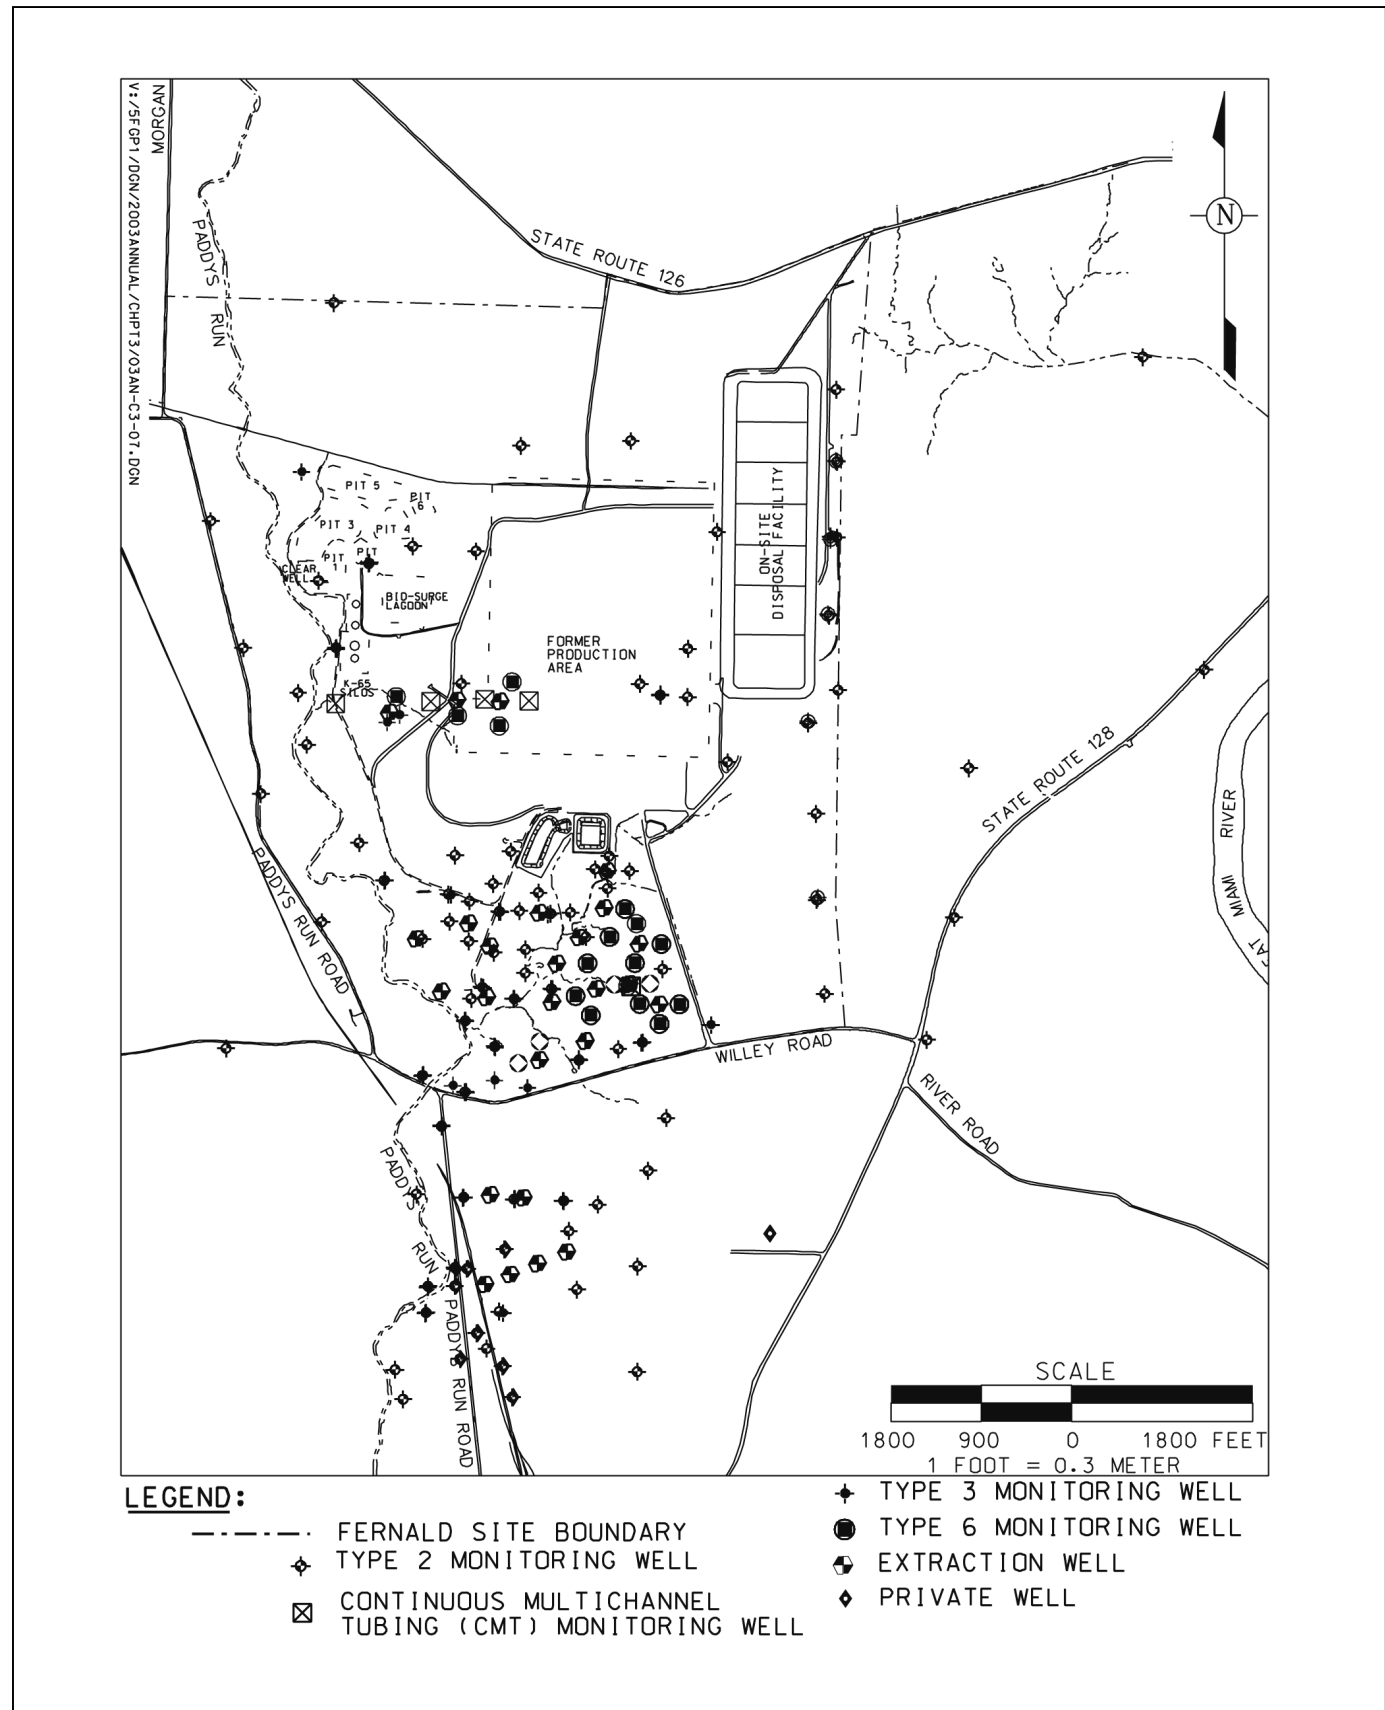 V:/5FGP1/DGN/2003ANNUAL/CHPT3/03AN-C3-07.DGN
MORGAN
PADDYS
RUN
STATE ROUTE 126
N
PIT 5
PIT
6
PIT 3
PIT 4
PIT
1
PIT
CLEAR
WELL
BIO-SURGE
LAGOON
K-65
SILOS
FORMER
PRODUCTION
AREA
ON-SITE
DISPOSAL FACILITY
STATE ROUTE 128
MIAMI RIVER
PADDYS RUN ROAD
WILLEY ROAD
RIVER ROAD
PADDYS
RUN
PADDYS RUN ROAD
SCALE
1800 900 0 1800 FEET
1 FOOT = 0.3 METER
LEGEND:
FERNALD SITE BOUNDARY
TYPE 2 MONITORING WELL
CONTINUOUS MULTICHANNEL
TUBING (CMT) MONITORING WELL
TYPE 3 MONITORING WELL
TYPE 6 MONITORING WELL
EXTRACTION WELL
PRIVATE WELL